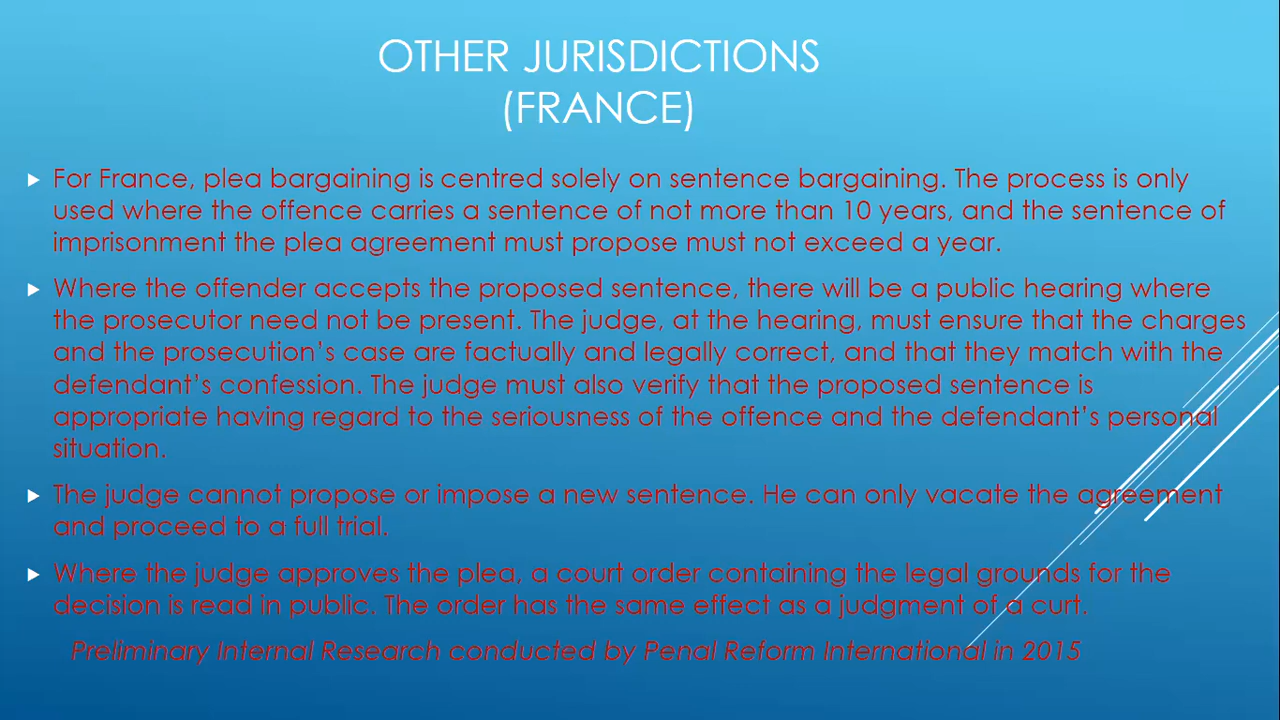 OTHER JURISDICTIONS
(FRANCE)
For France, plea bargaining is centred solely on sentence bargaining. The process is only
used where the offence carries a sentence of not more than 10 years, and the sentence of
imprisonment the plea agreement must propose must not exceed a year.
Where the offender accepts the proposed sentence, there will be a public hearing where
the prosecutor need not be present. The judge, at the hearing, must ensure that the charges
and the prosecution's case are factually and legally correct, and that they match with the
defendant's confession. The judge must also verify that the proposed sentence is
appropriate having regard to the seriousness of the offence and the defendant's personal
situation.
The judge cannot propose or impose a new sentence. He can only vacate the agreement
and proceed to a full trial.
Where the judge approves the plea, a court order containing the legal grounds for the
decision is read in public. The order has the same effect as a judgment of a curt.
Preliminary Internal Research conducted by Penal Reform International in 2015